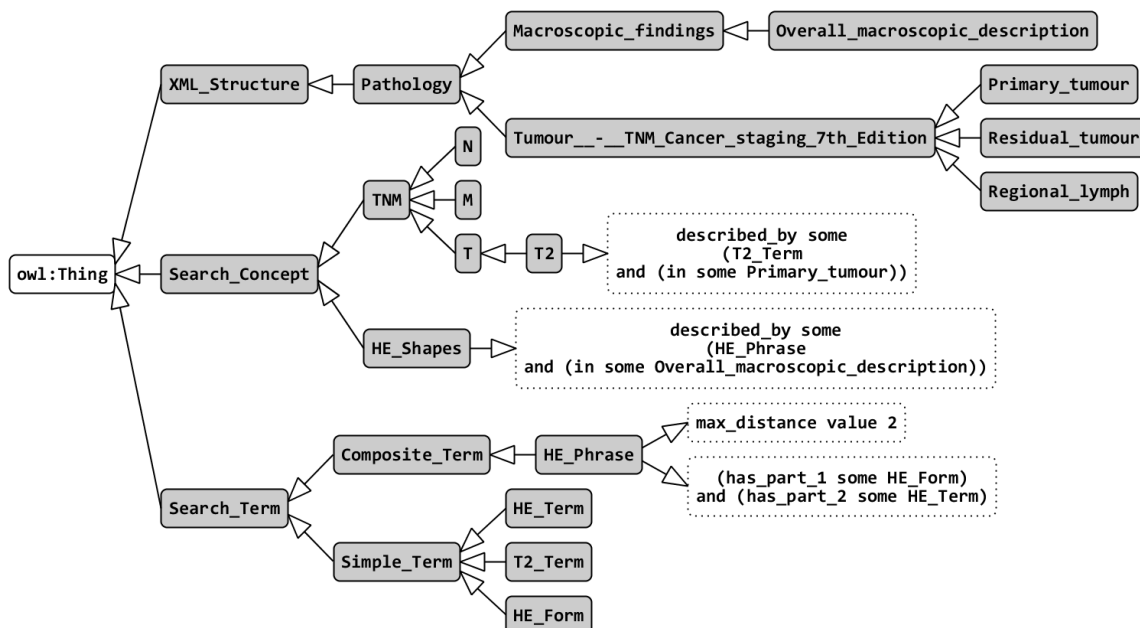 Macroscopic_findings
Overall_macroscopic_description
XML_Structure
Pathology
Primary_tumour
Tumour__-__TNM_Cancer_staging_7th_Edition
Residual_tumour
N
Regional_lymph
TNM
M
T
T2
described_by some
(T2_Term
and (in some Primary_tumour))
owl:Thing
Search_Concept
HE_Shapes
described_by some
(HE_Phrase
and (in some Overall_macroscopic_description))
max_distance value 2
Composite_Term
HE_Phrase
(has_part_1 some HE_Form)
and (has_part_2 some HE_Term)
Search_Term
HE_Term
Simple_Term
T2_Term
HE_Form